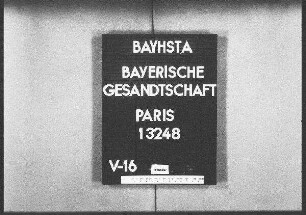 BAYHSTA
BAYERISCHE
GESANDTSCHAFT
PARIS
13248
V-16